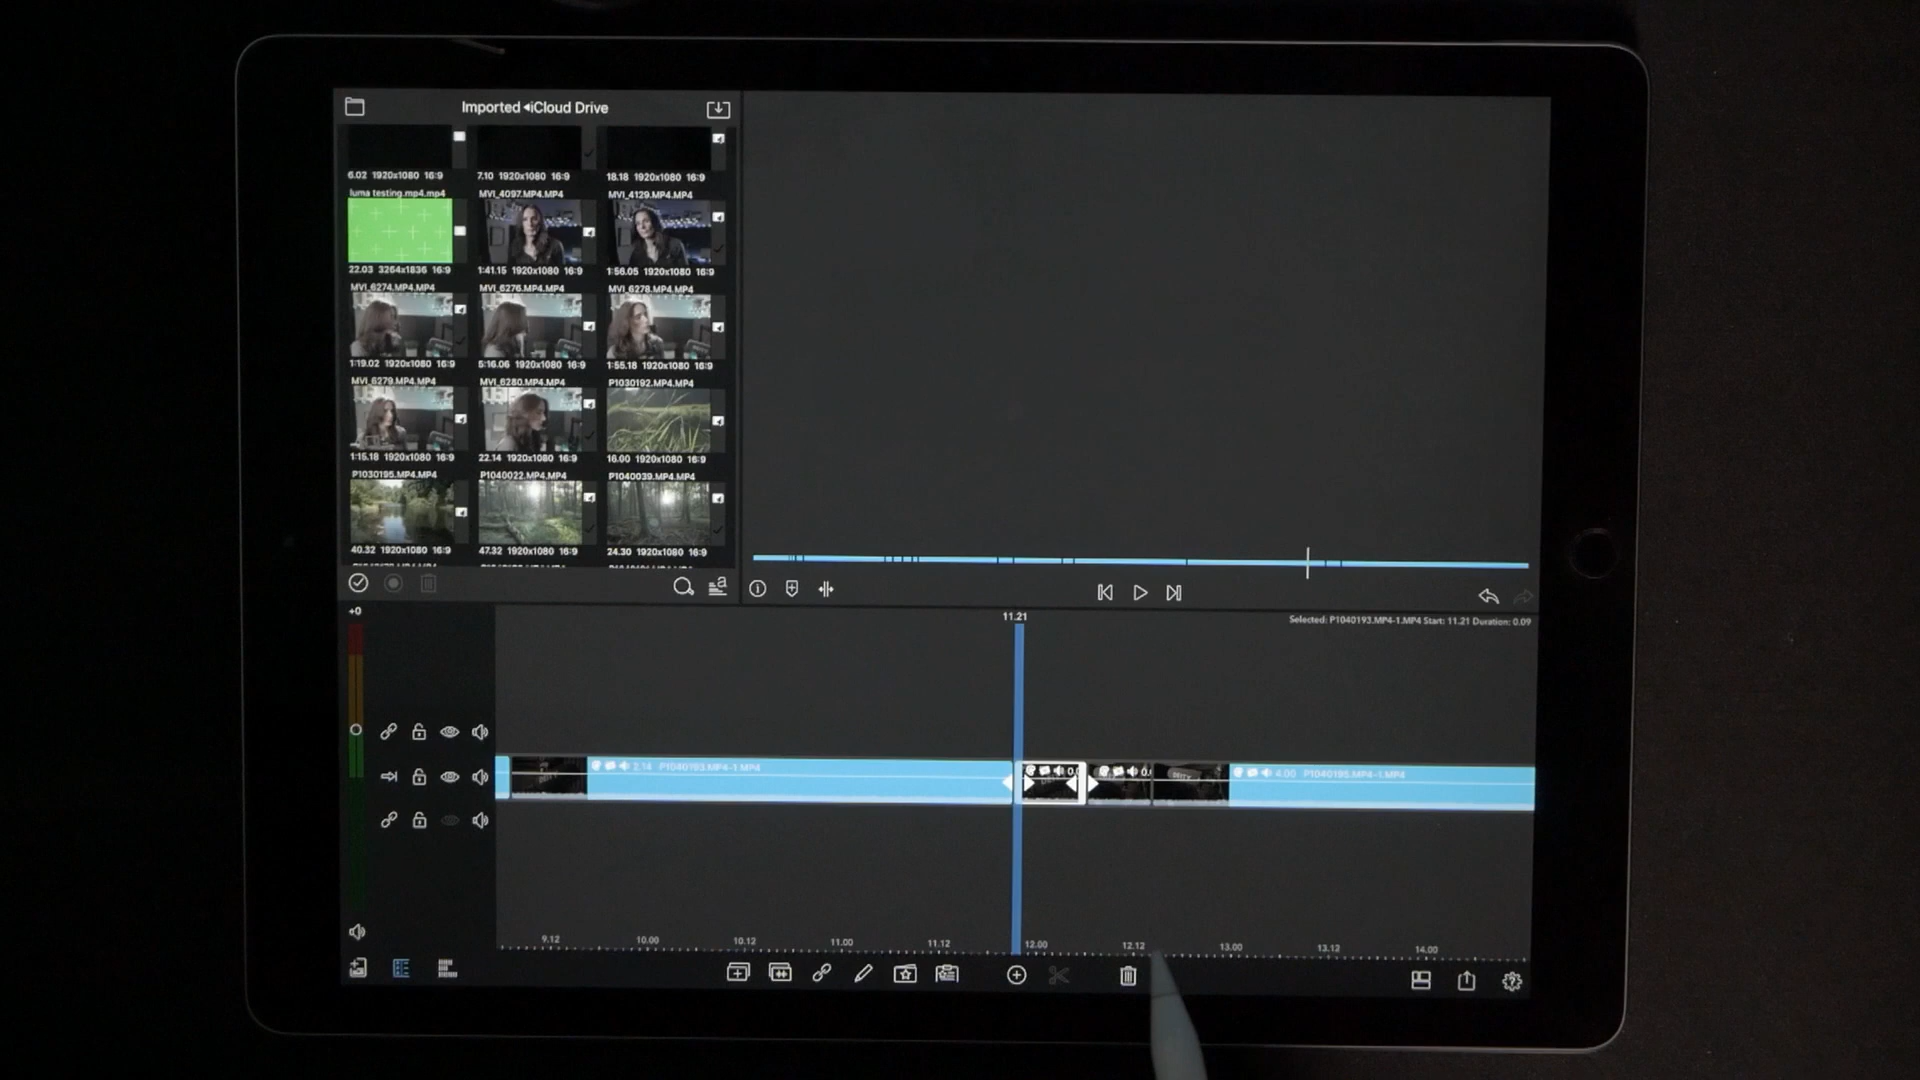 Imported ◂iCloud Drive
6.02 1920x1080 16:9
7.10 1920x1080 16:9
18.18 1920x1080 16:9
luma testing.mp4.mp4
MVI_4097.MP4.MP4
MVI_4129.MP4.MP4
22.03 3264x1836 16:9
1:41.15 1920x1080 16:9
1:56.05 1920x1080 16:9
MVI_6274.MP4.MP4
MVI_6276.MP4.MP4
MVI_6278.MP4.MP4
1:19.02 1920x1080 16:9
5:16.06 1920x1080 16:9
1:55.18 1920x1080 16:9
MVI_6279.MP4.MP4
MVI_6280.MP4.MP4
P1030192.MP4.MP4
1:15.18 1920x1080 16:9
22.14 1920x1080 16:9
16.00 1920x1080 16:9
P1030195.MP4.MP4
P1040022.MP4.MP4
P1040039.MP4.MP4
40.32 1920x1080 16:9
47.32 1920x1080 16:9
24.30 1920x1080 16:9
+0
11.21
Selected: P1040193.MP4-1.MP4 Start: 11.21 Duration: 0.09
2.14 P1040193.MP4-1.MP4
4.00 P1040195.MP4-1.MP4
9.12
10.00
10.12
11.00
11.12
12.00
12.12
13.00
13.12
14.00